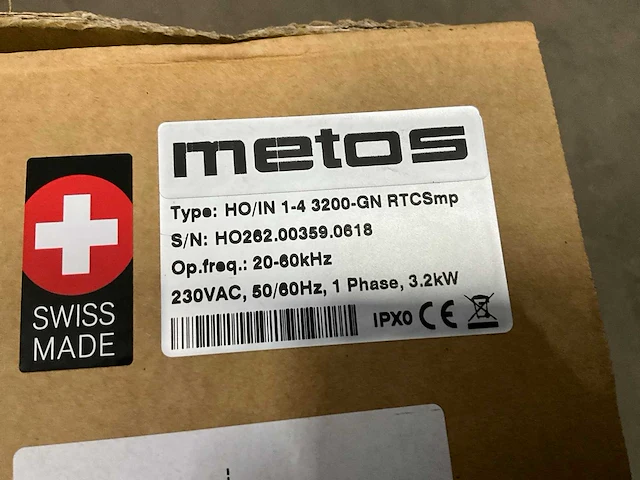 metos
Type: HO/IN 1-4 3200-GN RTCSmp
S/N: HO262.00359.0618
Op.freq.: 20-60kHz
230VAC, 50/60Hz, 1 Phase, 3.2kW
IPX0 CE
SWISS
MADE